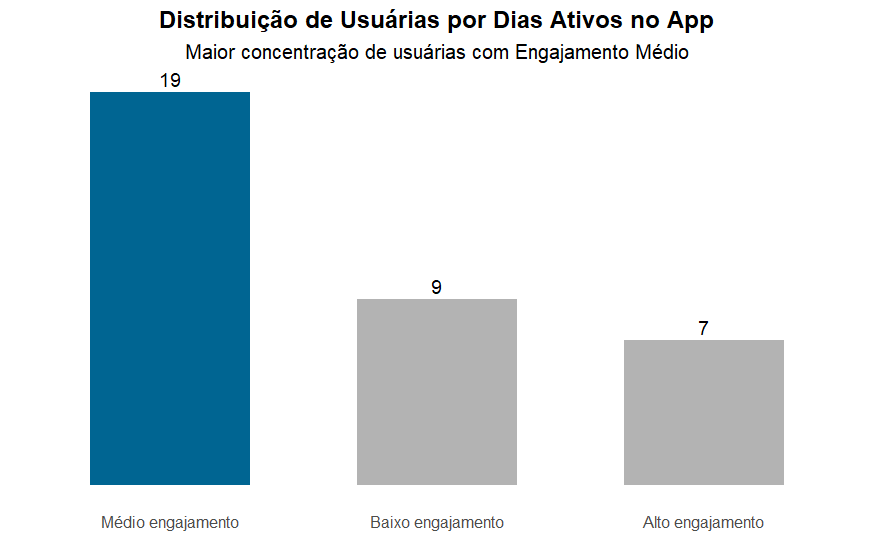 Distribuição de Usuárias por Dias Ativos no App
Maior concentração de usuárias com Engajamento Médio
19
9
7
Médio engajamento
Baixo engajamento
Alto engajamento